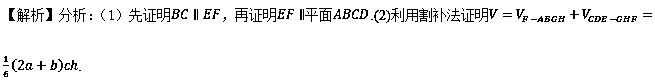 【解析】分析：（1）先证明BC ∥ EF，再证明EF ∥平面ABCD.(2)利用割补法证明V = V_{F−ABGH} + V_{CDE−GHF} =
\frac{1}{6}(2a + b)ch.